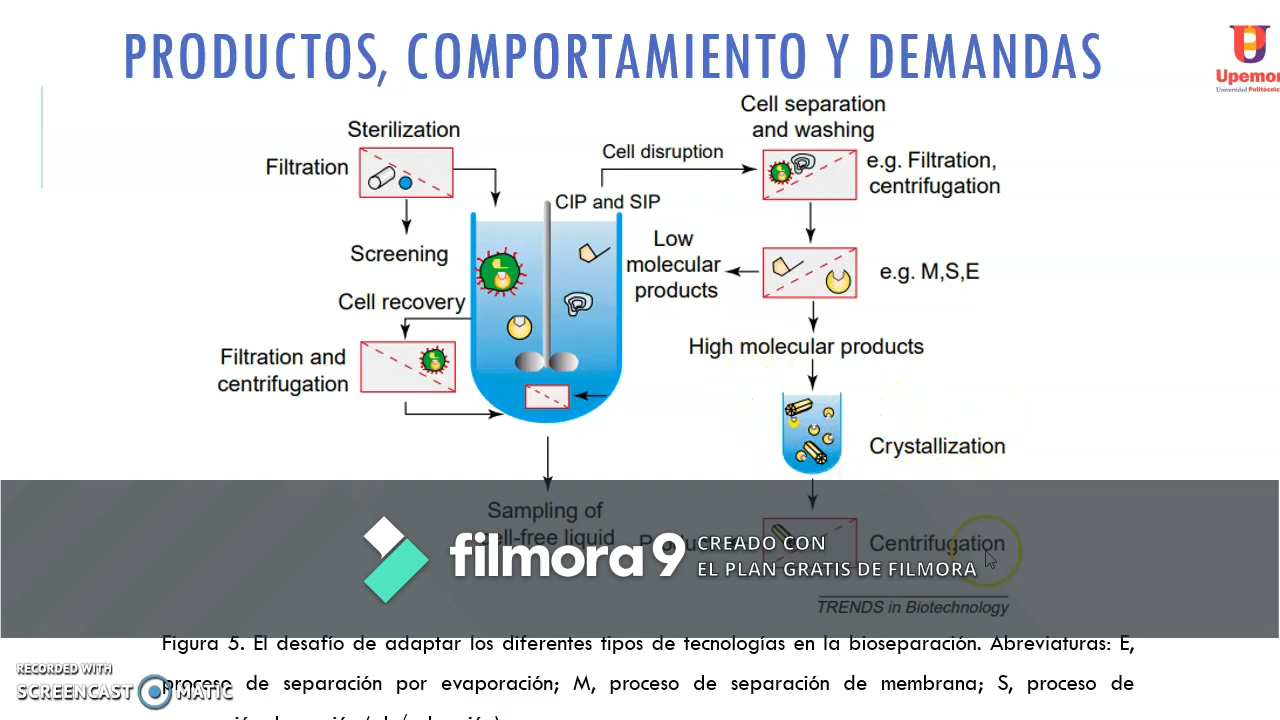 PRODUCTOS, COMPORTAMIENTO Y DEMANDAS
Upemor
Universidad Politécnic
Sterilization
Filtration
Screening
Cell recovery
Filtration and
centrifugation
CIP and SIP
Cell disruption
Cell separation
and washing
e.g. Filtration,
centrifugation
Low
molecular
products
e.g. M,S,E
High molecular products
Crystallization
Sampling of
cell-free liquid
Centrifugation
filmora9
CREADO CON
EL PLAN GRATIS DE FILMORA
TRENDS in Biotechnology
Figura 5. El desafío de adaptar los diferentes tipos de tecnologías en la bioseparación. Abreviaturas: E,
proceso de separación por evaporación; M, proceso de separación de membrana; S, proceso de
RECORDED WITH
SCREENCAST MATIC